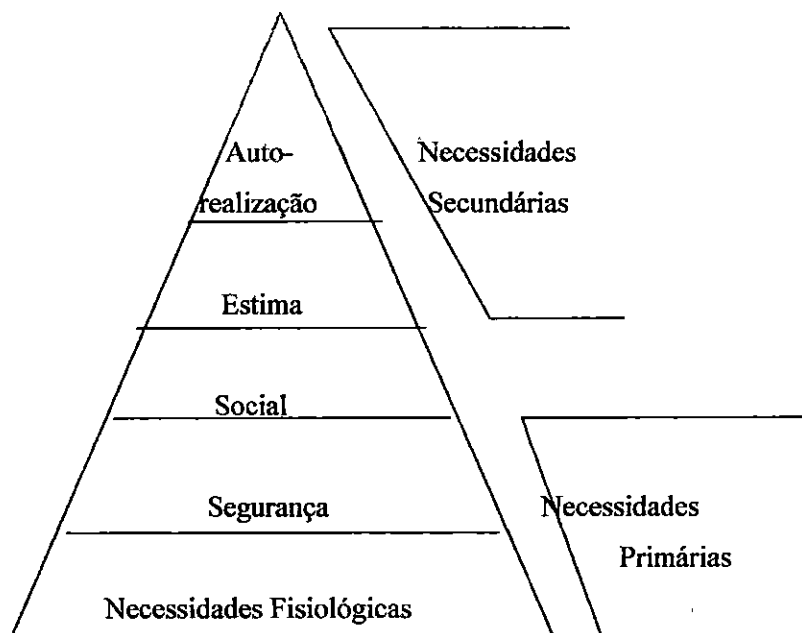 Auto-
realização
Necessidades
Secundárias
Estima
Social
Segurança
Necessidades
Primárias
Necessidades Fisiológicas